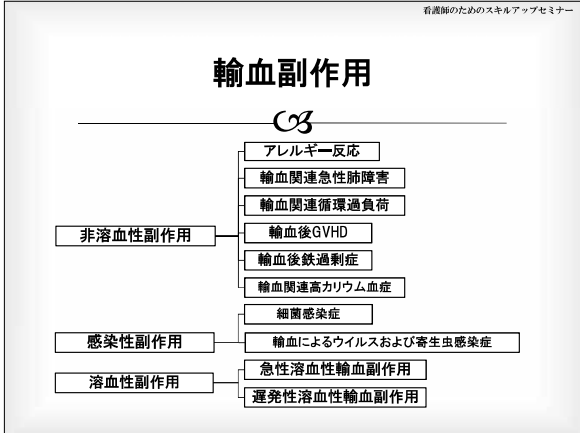 看護師のためのスキルアップセミナー
輸血副作用
アレルギー反応
輸血関連急性肺障害
輸血関連循環過負荷
非溶血性副作用
輸血後GVHD
輸血後鉄過剰症
輸血関連高カリウム血症
細菌感染症
感染性副作用
輸血によるウイルスおよび寄生虫感染症
急性溶血性輸血副作用
溶血性副作用
遅発性溶血性輸血副作用